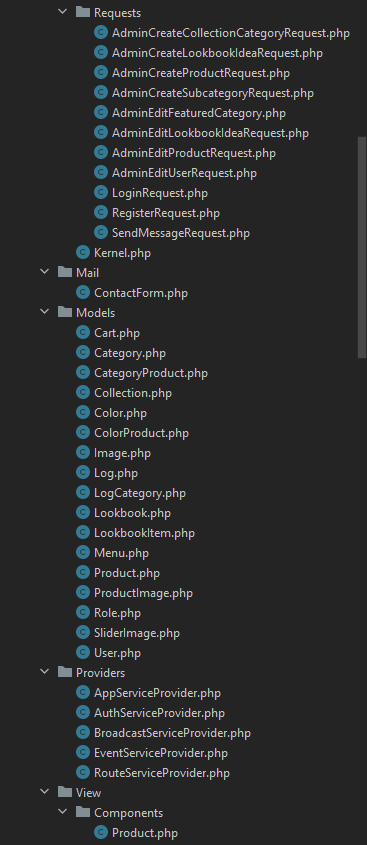 Requests
AdminCreateCollectionCategoryRequest.php
AdminCreateLookbookIdeaRequest.php
AdminCreateProductRequest.php
AdminCreateSubcategoryRequest.php
AdminEditFeaturedCategory.php
AdminEditLookbookIdeaRequest.php
AdminEditProductRequest.php
AdminEditUserRequest.php
LoginRequest.php
RegisterRequest.php
SendMessageRequest.php
Kernel.php
Mail
ContactForm.php
Models
Cart.php
Category.php
CategoryProduct.php
Collection.php
Color.php
ColorProduct.php
Image.php
Log.php
LogCategory.php
Lookbook.php
LookbookItem.php
Menu.php
Product.php
ProductImage.php
Role.php
SliderImage.php
User.php
Providers
AppServiceProvider.php
AuthServiceProvider.php
BroadcastServiceProvider.php
EventServiceProvider.php
RouteServiceProvider.php
View
Components
Product.php